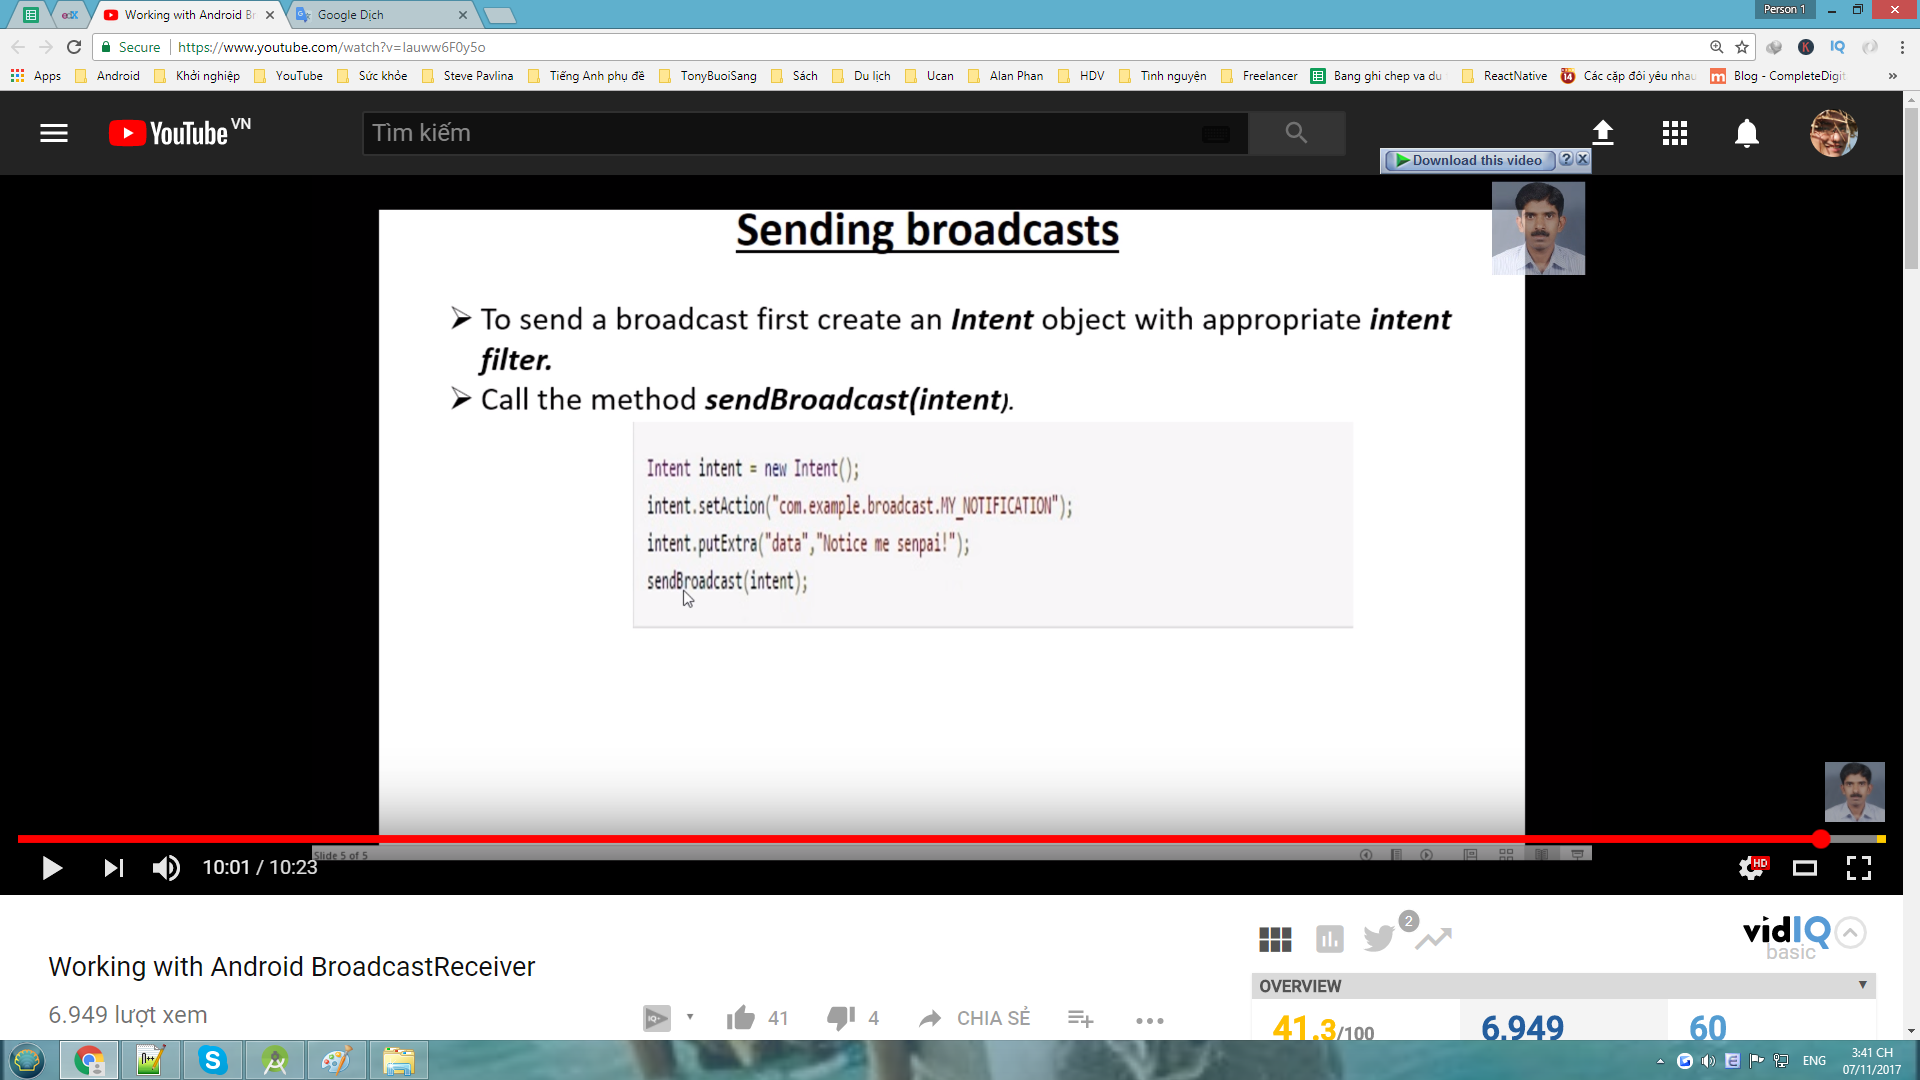 Working with Android Br
Google Dịch
Person 1
Secure
https://www.youtube.com/watch?v=Iauww6F0y5o
Apps
Android
Khởi nghiệp
YouTube
Sức khỏe
Steve Pavlina
Tiếng Anh phụ đề
TonyBuoiSang
Sách
Du lịch
Ucan
Alan Phan
HDV
Tình nguyện
Freelancer
Bang ghi chep va du
ReactNative
Các cặp đôi yêu nhau
Blog - CompleteDigit
YouTube VN
Tìm kiếm
Download this video
Sending broadcasts
To send a broadcast first create an Intent object with appropriate intent
filter.
Call the method sendBroadcast(intent).
Intent intent = new Intent();
intent.setAction("com.example.broadcast.MY_NOTIFICATION");
intent.putExtra("data","Notice me senpai!");
sendBroadcast(intent);
Slide 5 of 5
10:01 / 10:23
HD
Working with Android BroadcastReceiver
6.949 lượt xem
41
4
CHIA SẺ
2
vidIQ
basic
OVERVIEW
41.3/100
6.949
60
ENG
3:41 CH
07/11/2017